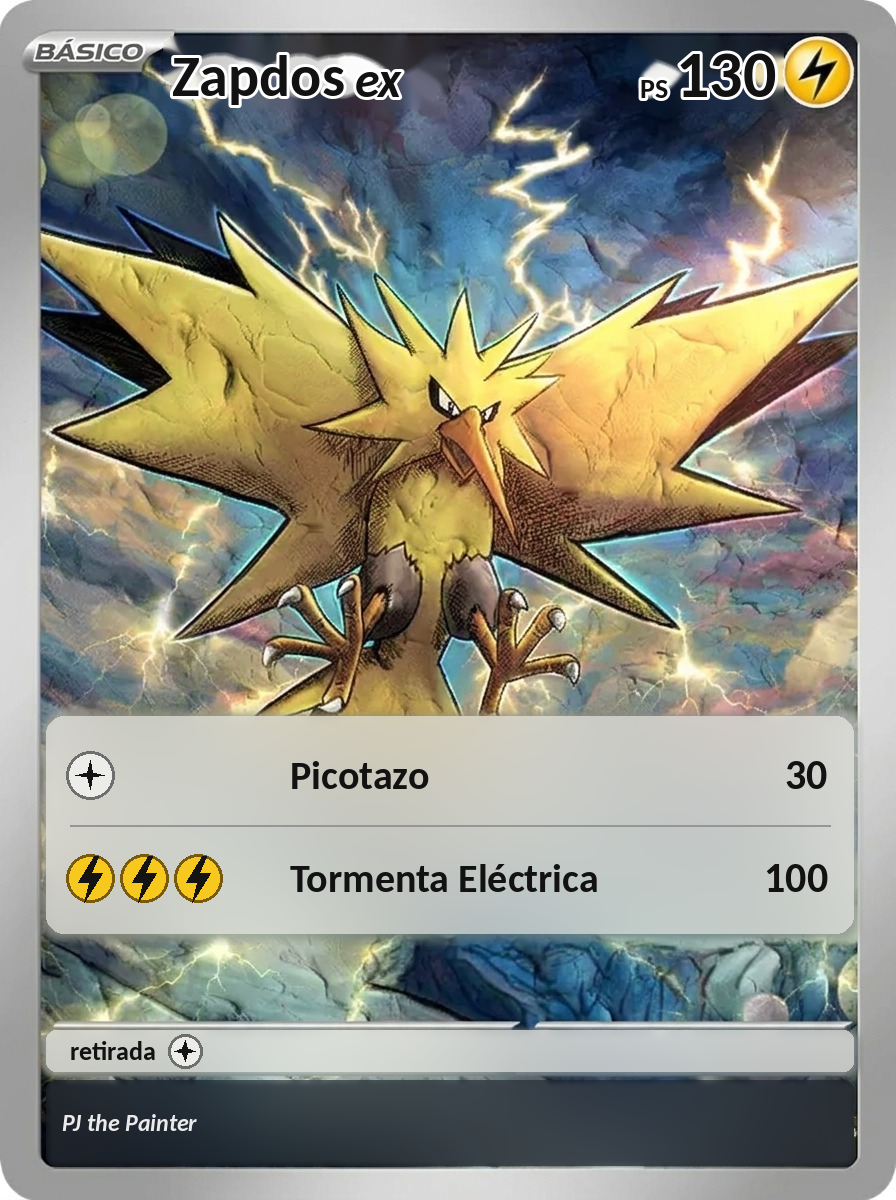 BÁSICO
Zapdos ex
PS 130
Picotazo 30
Tormenta Eléctrica 100
retirada
PJ the Painter